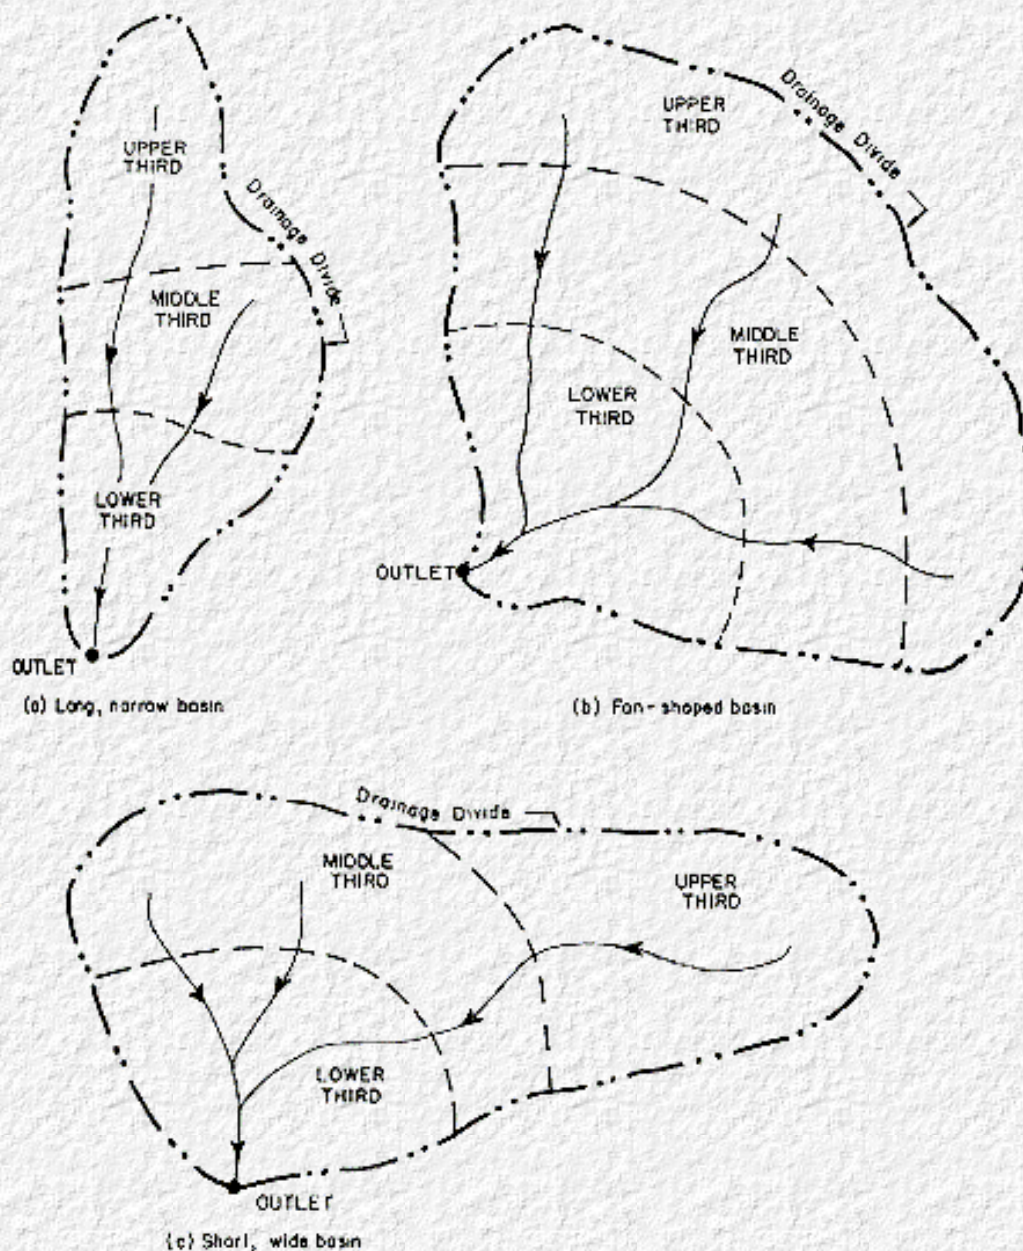 UPPER
THIRD
Drainage Divide
MIDDLE
THIRD
LOWER
THIRD
OUTLET
(a) Long, narrow basin
UPPER
THIRD
Drainage Divide
MIDDLE
THIRD
LOWER
THIRD
OUTLET
(b) Fan-shaped basin
Drainage Divide
MIDDLE
THIRD
UPPER
THIRD
LOWER
THIRD
OUTLET
(c) Short, wide basin